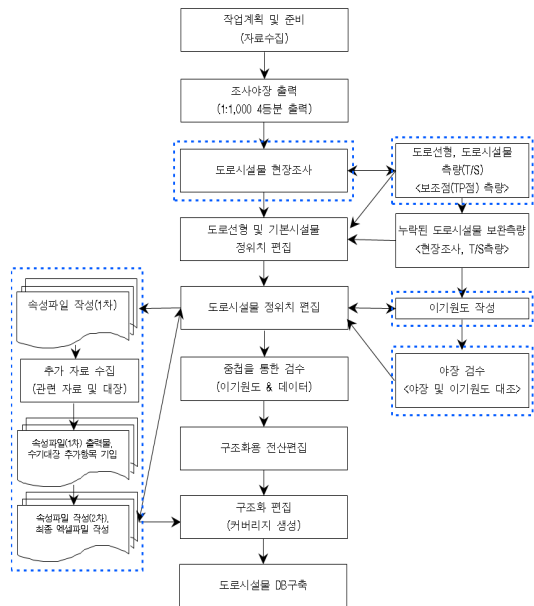 작업계획 및 준비
(자료수집)
조사야장 출력
(1:1,000 4등분 출력)
도로시설물 현장조사
도로선형, 도로시설물
측량(T/S)
<보조점(TP점) 측량>
도로선형 및 기본시설물
정위치 편집
누락된 도로시설물 보완측량
<현장조사, T/S측량>
속성파일 작성(1차)
도로시설물 정위치 편집
이기원도 작성
추가 자료 수집
(관련 자료 및 대장)
중첩을 통한 검수
(이기원도 & 데이터)
야장 검수
<야장 및 이기원도 대조>
속성파일(1차) 출력물,
수기대장 추가항목 기입
구조화용 전산편집
속성파일 작성(2차),
최종 엑셀파일 작성
구조화 편집
(커버리지 생성)
도로시설물 DB구축